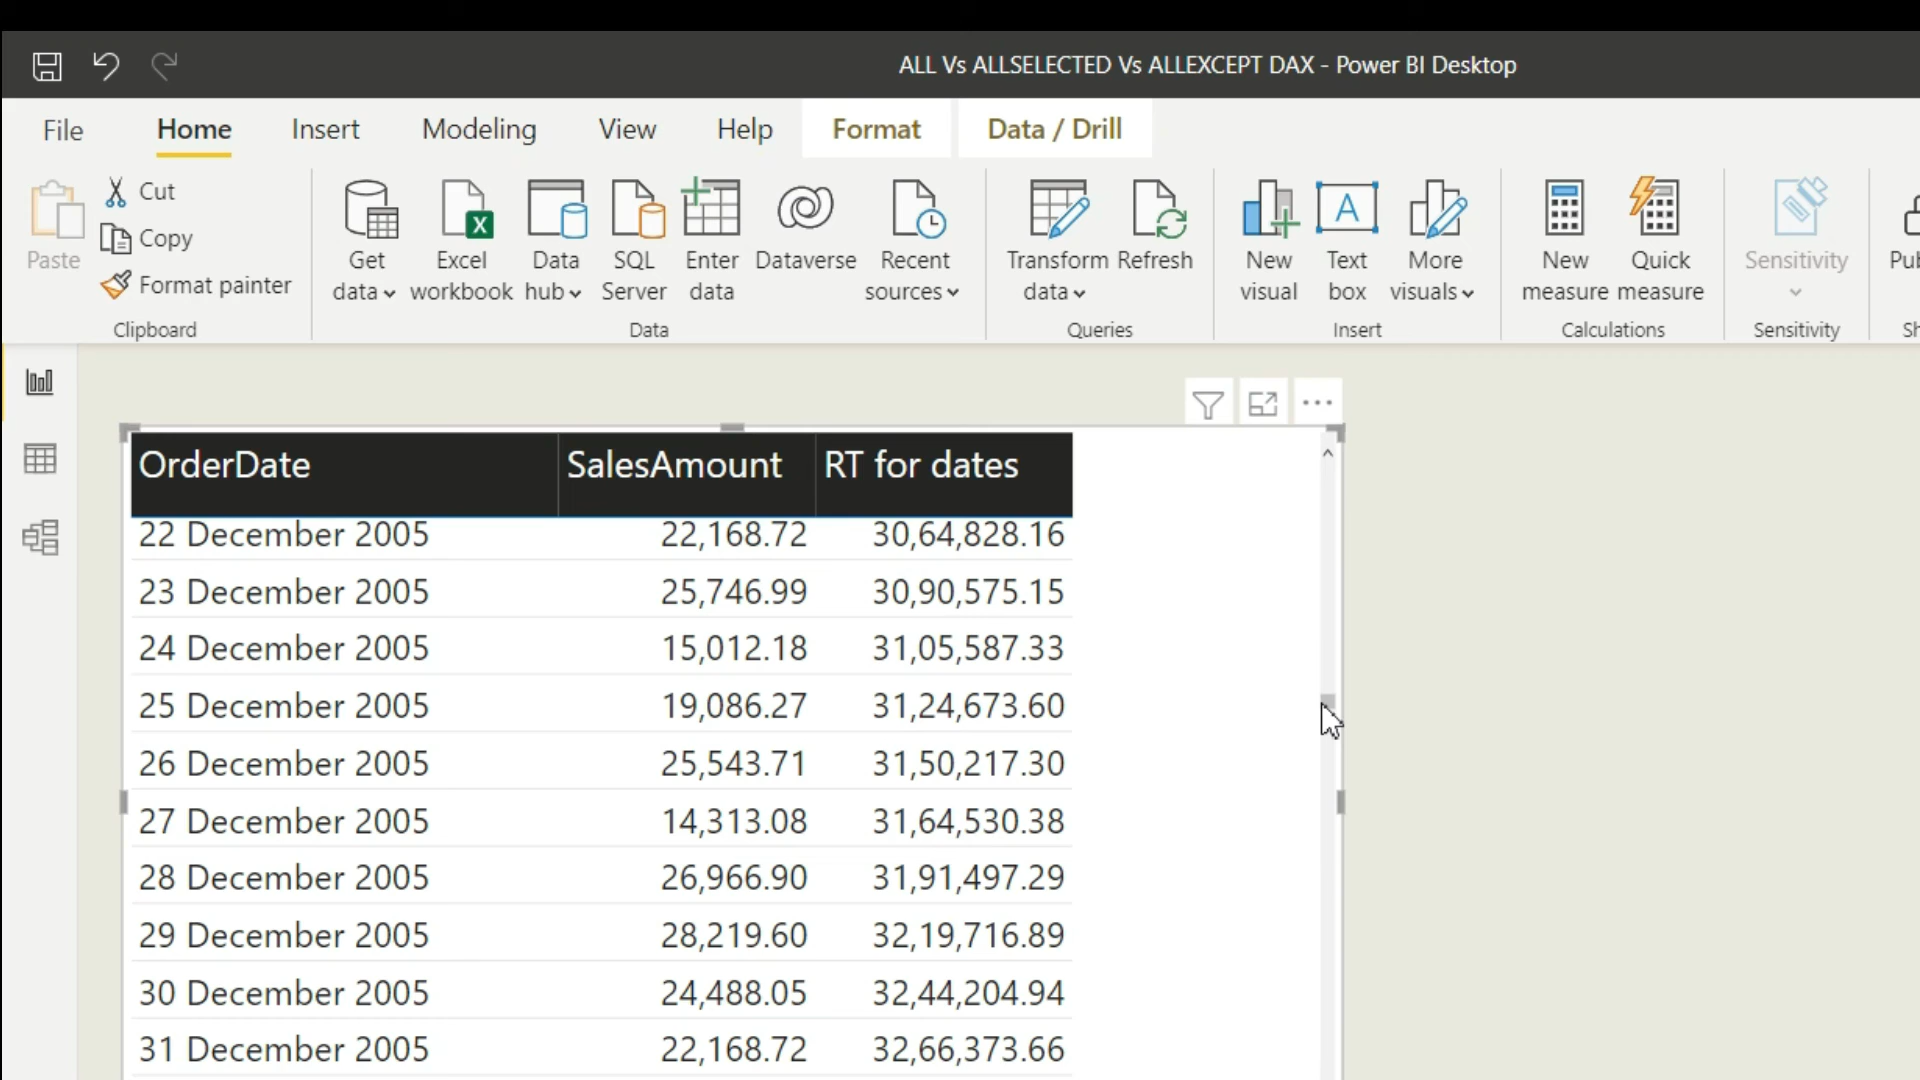 ALL Vs ALLSELECTED Vs ALLEXCEPT DAX - Power BI Desktop
File Home Insert Modeling View Help Format Data / Drill
Paste
Cut
Copy
Format painter
Clipboard
Get data
Excel workbook
Data hub
SQL Server
Enter data
Dataverse
Recent sources
Data
Transform data
Refresh
Queries
New visual
Text box
More visuals
Insert
New measure
Quick measure
Calculations
Sensitivity
Sensitivity
OrderDate SalesAmount RT for dates
22 December 2005 22,168.72 30,64,828.16
23 December 2005 25,746.99 30,90,575.15
24 December 2005 15,012.18 31,05,587.33
25 December 2005 19,086.27 31,24,673.60
26 December 2005 25,543.71 31,50,217.30
27 December 2005 14,313.08 31,64,530.38
28 December 2005 26,966.90 31,91,497.29
29 December 2005 28,219.60 32,19,716.89
30 December 2005 24,488.05 32,44,204.94
31 December 2005 22,168.72 32,66,373.66